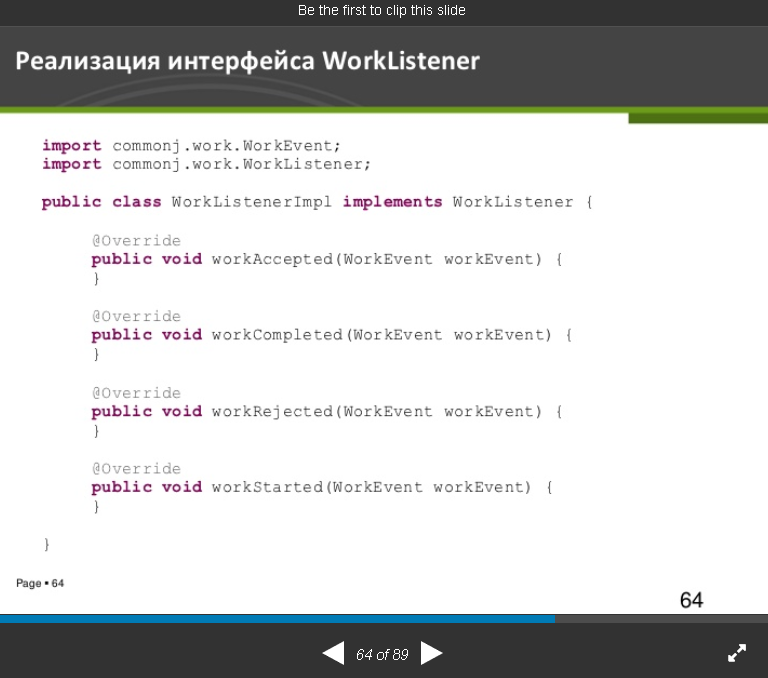 Be the first to clip this slide
Реализация интерфейса WorkListener
import commonj.work.WorkEvent;
import commonj.work.WorkListener;
public class WorkListenerImpl implements WorkListener {
@Override
public void workAccepted(WorkEvent workEvent) {
}
@Override
public void workCompleted(WorkEvent workEvent) {
}
@Override
public void workRejected(WorkEvent workEvent) {
}
@Override
public void workStarted(WorkEvent workEvent) {
}
}
Page ▪ 64
64
64 of 89